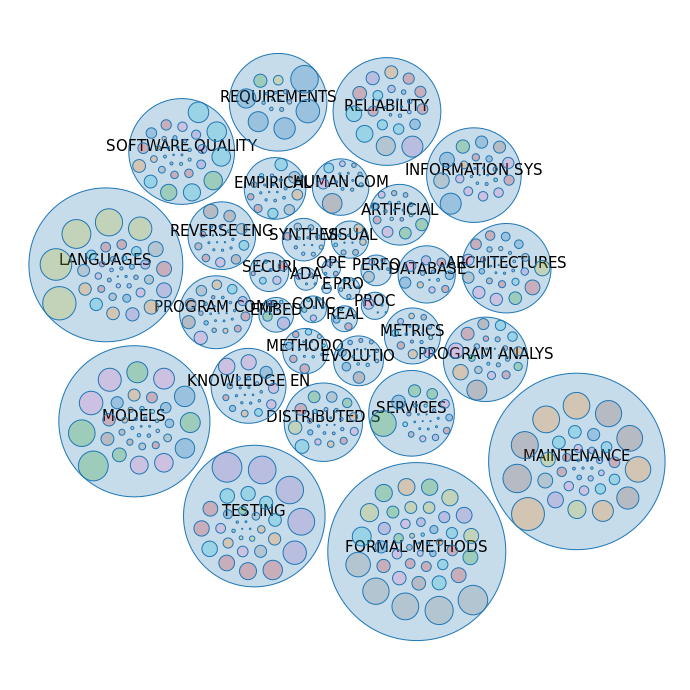 REQUIREMENTS
RELIABILITY
SOFTWARE QUALITY
INFORMATION SYS
EMPIRICAL
HUMAN COM
ARTIFICIAL
REVERSE ENG
VISUAL
LANGUAGES
SECURI
OPE
PERFO
DATABASE
ARCHITECTURES
ADA
EPRO
PROGRAM COMP
EMBED
CONC
REAL
PROC
METRICS
METHODO
EVOLUTIO
PROGRAM ANALYS
KNOWLEDGE EN
MODELS
DISTRIBUTED S
SERVICES
MAINTENANCE
TESTING
FORMAL METHODS